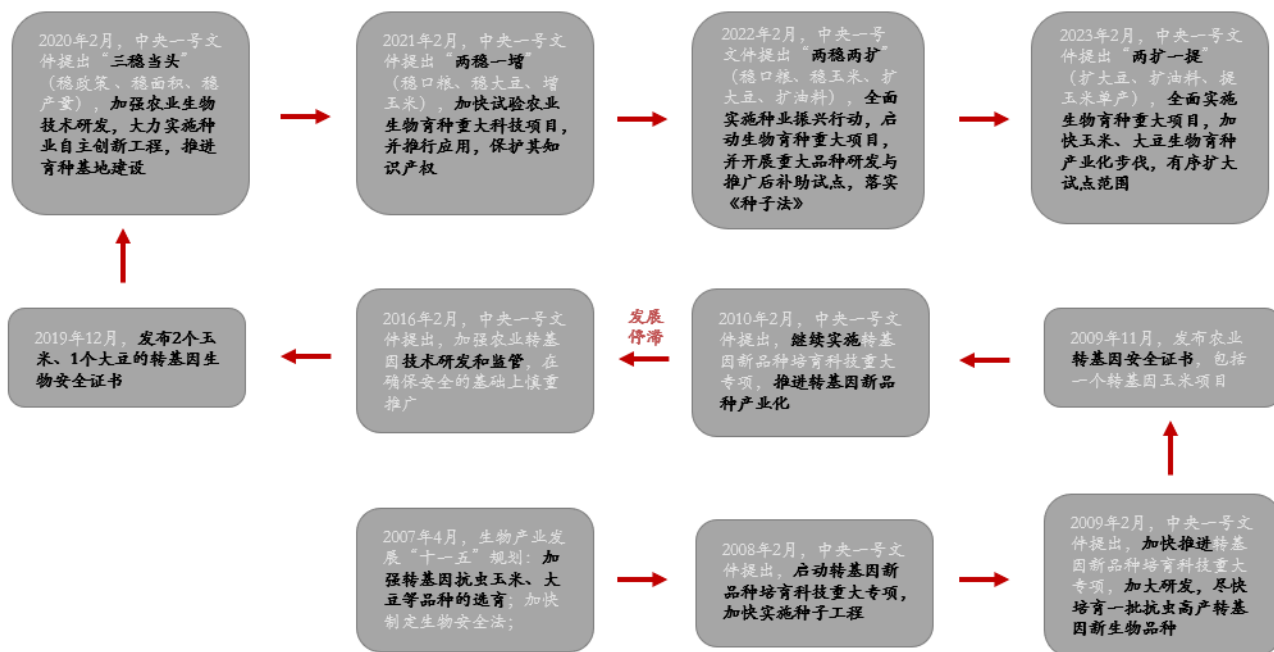 2020年2月，中央一号文
件提出“三稳当头”
（稳政策、稳面积、稳
产量），加强农业生物
技术研发，大力实施种
业自主创新工程，推进
育种基地建设
2021年2月，中央一号文
件提出“两稳一增”
（稳口粮、稳大豆、增
玉米），加快试验农业
生物育种重大科技项目，
并推行应用，保护其知
识产权
2022年2月，中央一号
文件提出“两稳两扩”
（稳口粮、稳玉米、扩
大豆、扩油料），全面
实施种业振兴行动，启
动生物育种重大项目，
并开展重大品种研发与
推广后补助试点，落实
《种子法》
2023年2月，中央一号文
件提出“两扩一提”
（扩大豆、扩油料、提
玉米单产），全面实施
生物育种重大项目，加
快玉米、大豆生物育种
产业化步伐，有序扩大
试点范围
2019年12月，发布2个玉
米、1个大豆的转基因生
物安全证书
2016年2月，中央一号文
件提出，加强农业转基
因技术研发和监管，在
确保安全的基础上慎重
推广
发展
停滞
2010年2月，中央一号文
件提出，继续实施转基
因新品种培育科技重大
专项，推进转基因新品
种产业化
2009年11月，发布农业
转基因安全证书，包括
一个转基因玉米项目
2007年4月，生物产业发
展“十一五”规划：加
强转基因抗虫玉米、大
豆等品种的选育；加快
制定生物安全法；
2008年2月，中央一号文
件提出，启动转基因新
品种培育科技重大专项，
加快实施种子工程
2009年2月，中央一号文
件提出，加快推进转基
因新品种培育科技重大
专项，加大研发，尽快
培育一批抗虫高产转基
因新生物品种